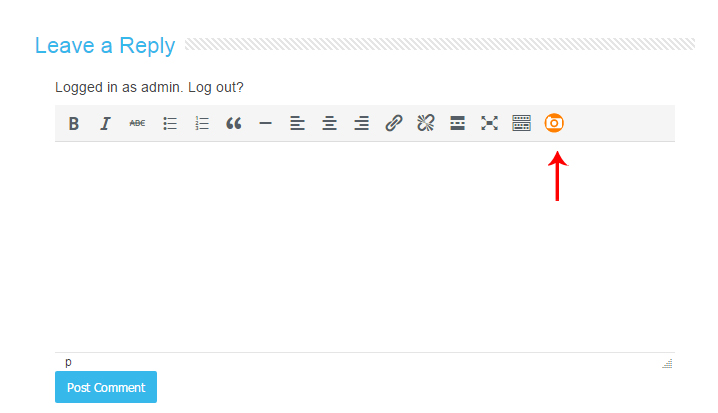 Leave a Reply
Logged in as admin. Log out?
B I ABC
p
Post Comment